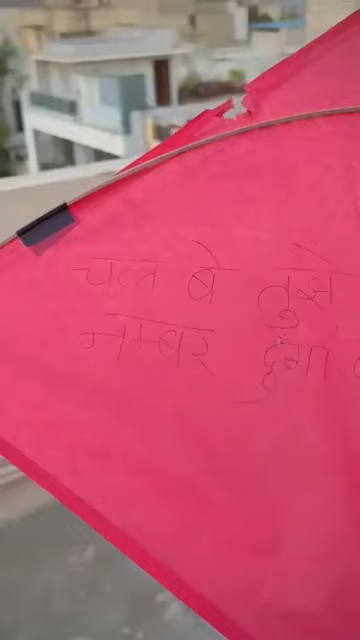 चल बे तुझे
नम्बर दूंगा